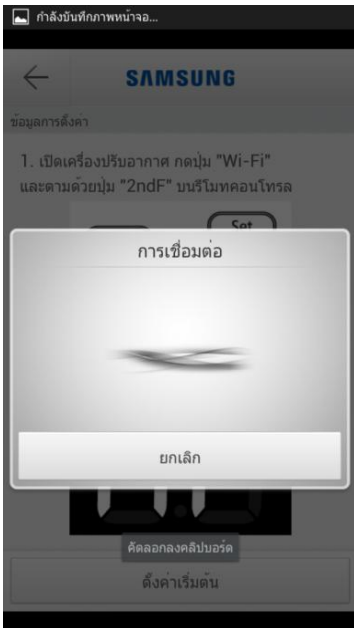 กำลังบันทึกภาพหน้าจอ...
SAMSUNG
ข้อมูลการตั้งค่า
1. เปิดเครื่องปรับอากาศ กดปุ่ม "Wi-Fi"
และตามด้วยปุ่ม "2ndF" บนรีโมทคอนโทรล
Set
การเชื่อมต่อ
ยกเลิก
คัดลอกลงคลิปบอร์ด
ตั้งค่าเริ่มต้น